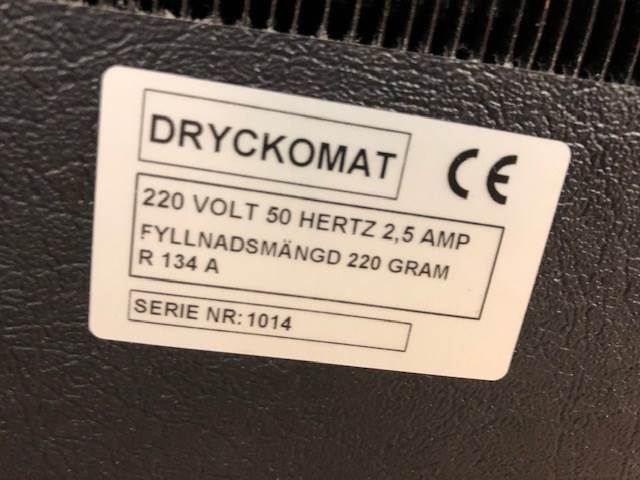 DRYCKOMAT
CE
220 VOLT 50 HERTZ 2,5 AMP
FYLLNADSMÄNGD 220 GRAM
R 134 A
SERIE NR: 1014